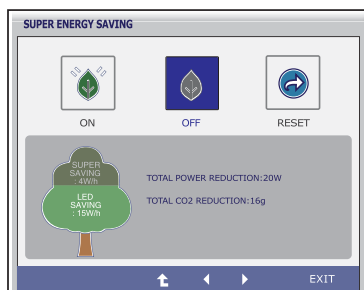 SUPER ENERGY SAVING
ON
OFF
RESET
SUPER
SAVING
: 4W/h
LED
SAVING
: 15W/h
TOTAL POWER REDUCTION:20W
TOTAL CO2 REDUCTION:16g
EXIT